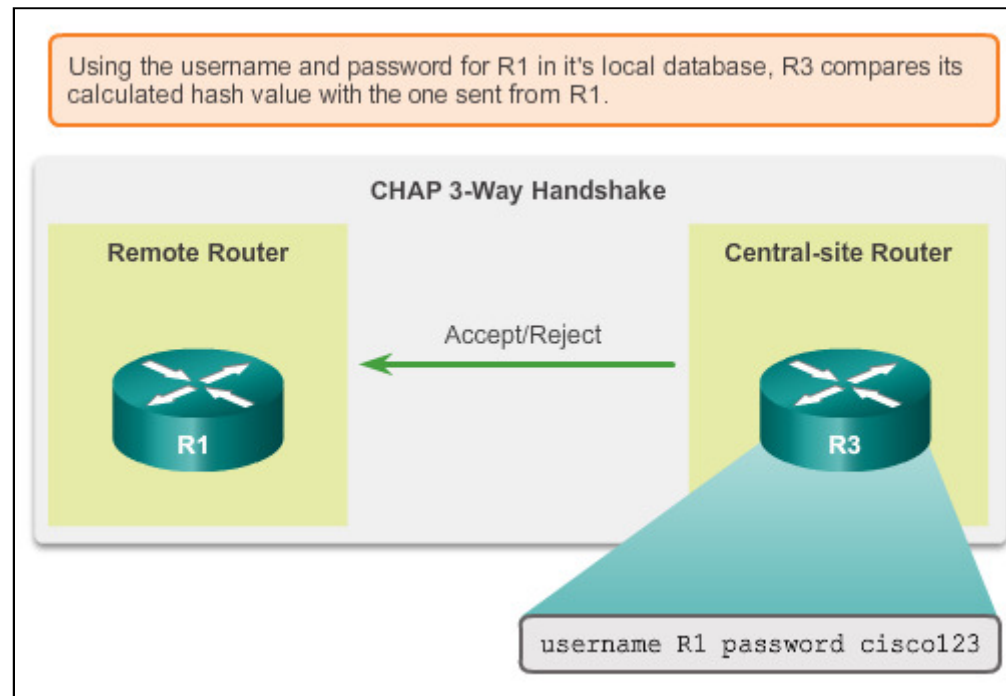 Using the username and password for R1 in it's local database, R3 compares its
calculated hash value with the one sent from R1.
CHAP 3-Way Handshake
Remote Router
Central-site Router
Accept/Reject
R1
R3
username R1 password cisco123